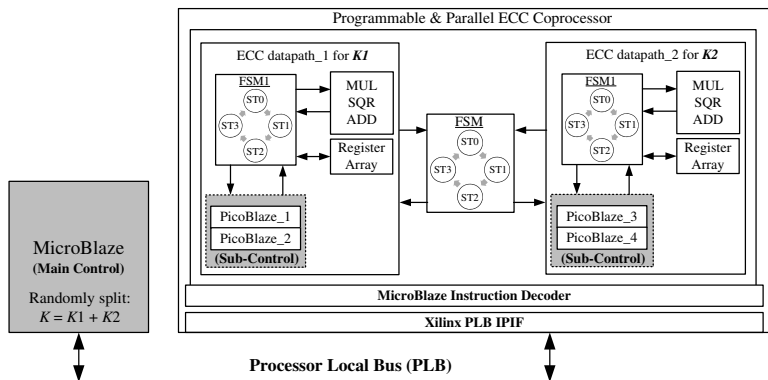 Programmable & Parallel ECC Coprocessor
ECC datapath_1 for K1
FSM1
ST0
ST3
ST1
ST2
MUL
SQR
ADD
Register
Array
PicoBlaze_1
PicoBlaze_2
(Sub-Control)
FSM
ST0
ST3
ST1
ST2
ECC datapath_2 for K2
FSM1
ST0
ST3
ST1
ST2
MUL
SQR
ADD
Register
Array
PicoBlaze_3
PicoBlaze_4
(Sub-Control)
MicroBlaze
(Main Control)
Randomly split:
K = K1 + K2
MicroBlaze Instruction Decoder
Xilinx PLB IPIF
Processor Local Bus (PLB)